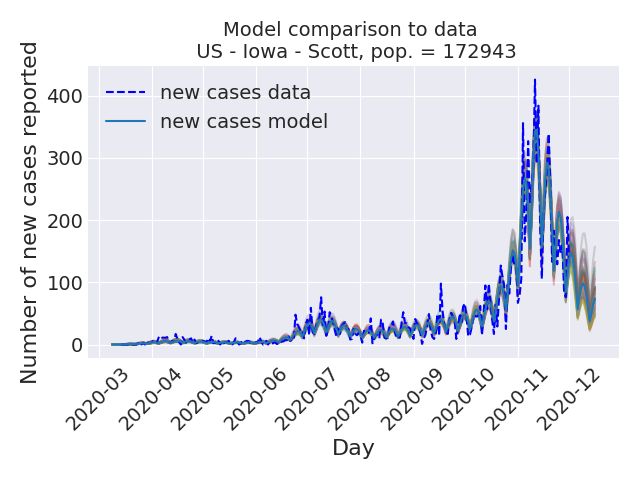 Model comparison to data
US - Iowa - Scott, pop. = 172943
Number of new cases reported
400
300
200
100
0
new cases data
new cases model
2020-03
2020-04
2020-05
2020-06
2020-07
2020-08
2020-09
2020-10
2020-11
2020-12
Day